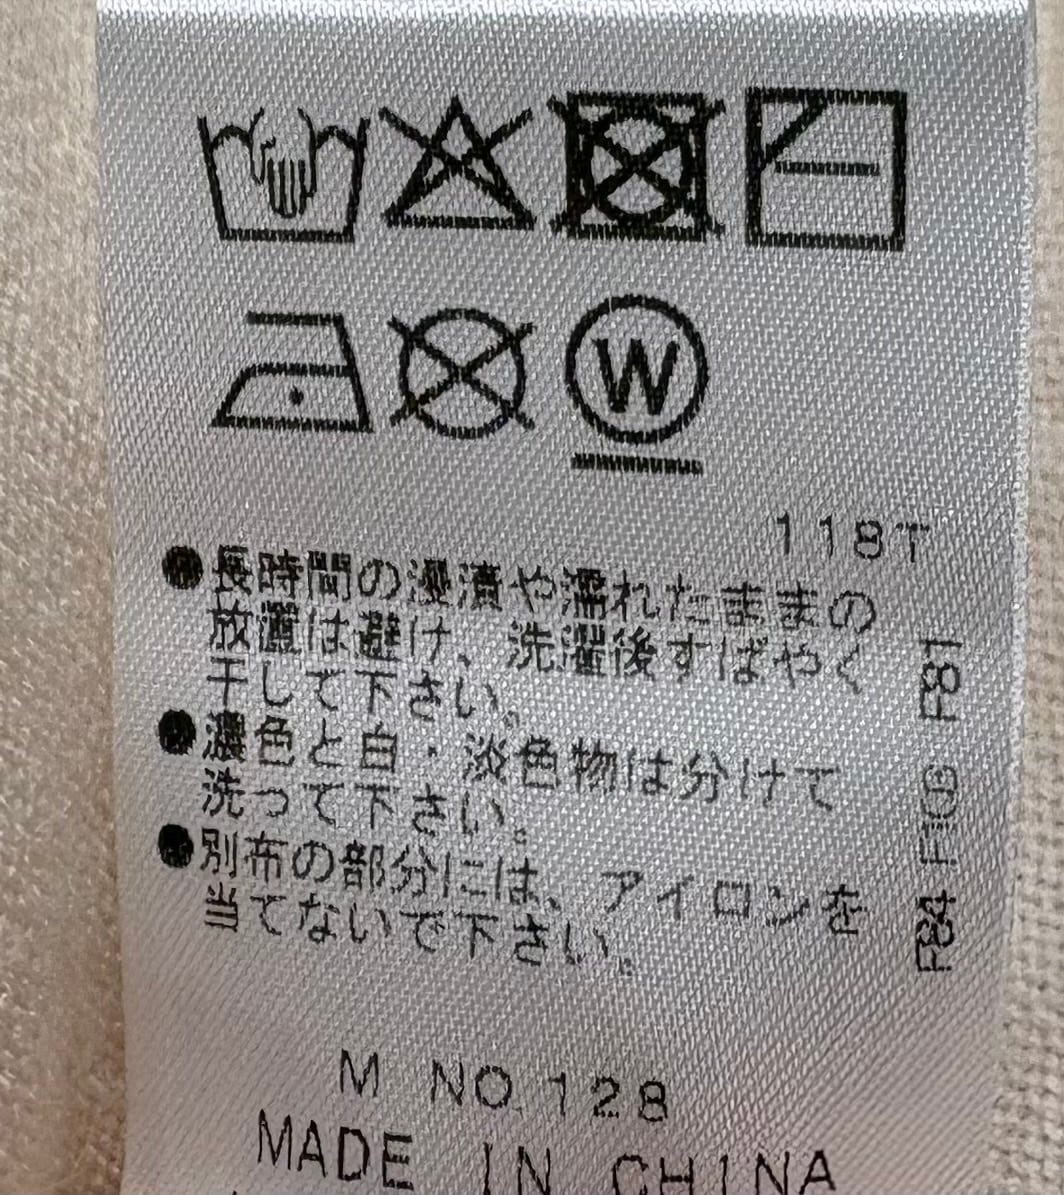 W
118T
●長時間の浸漬や濡れたままの
放置は避け、洗濯後すばやく
干して下さい。
●濃色と白・淡色物は分けて
洗って下さい。
●別布の部分には、アイロンを
当てないで下さい。
F84 F1CG F81
M NO.128
MADE IN CHINA